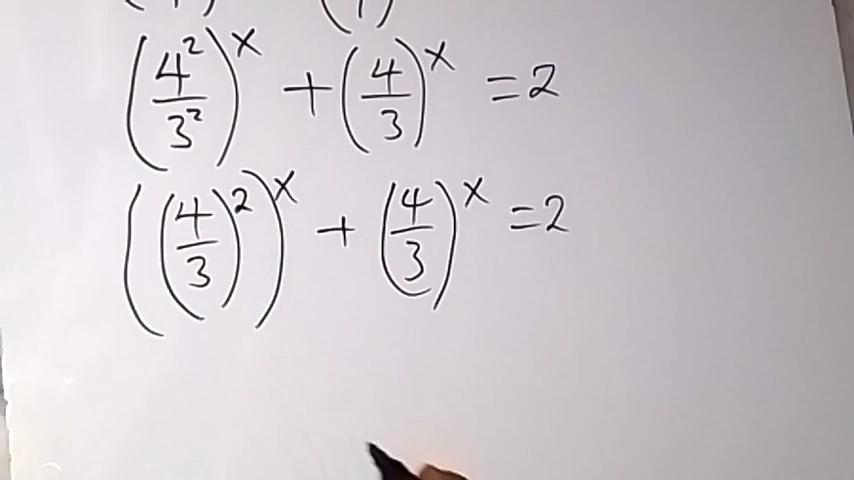 (4²/3²)^x + (4/3)^x = 2
((4/3)²)^x + (4/3)^x = 2